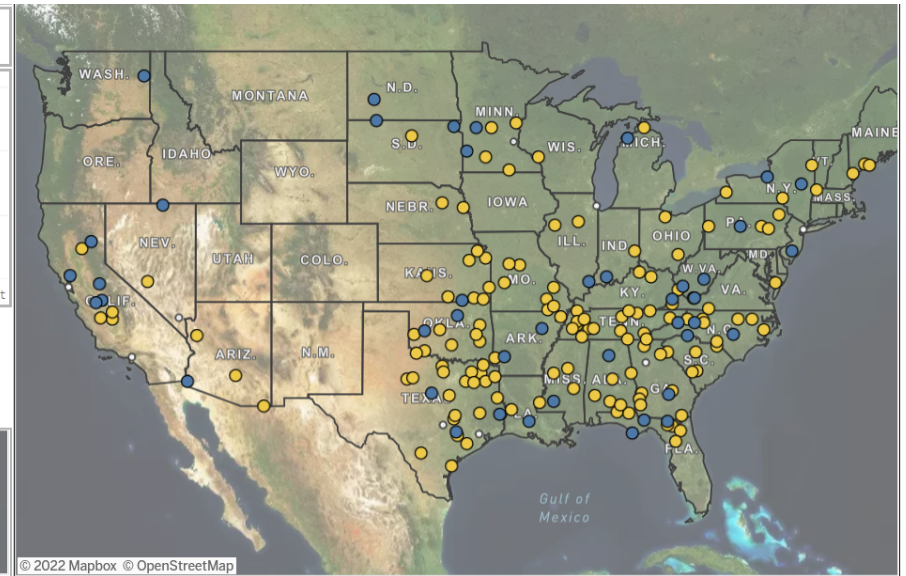 WASH.
MONTANA
N.D.
MINN.
MAINE
ORE.
IDAHO
S.D.
WIS.
MICH.
VT.
N.Y.
MASS.
WYO.
NEBR.
IOWA
NEV.
UTAH
COLO.
KANS.
MO.
ILL.
IND.
OHIO
PA.
MD.
W.VA.
VA.
KY.
CALIF.
ARIZ.
N.M.
OKLA.
ARK.
TENN.
N.C.
S.C.
TEXAS
LA.
MISS.
ALA.
GA.
FLA.
Gulf of
Mexico
t
© 2022 Mapbox © OpenStreetMap